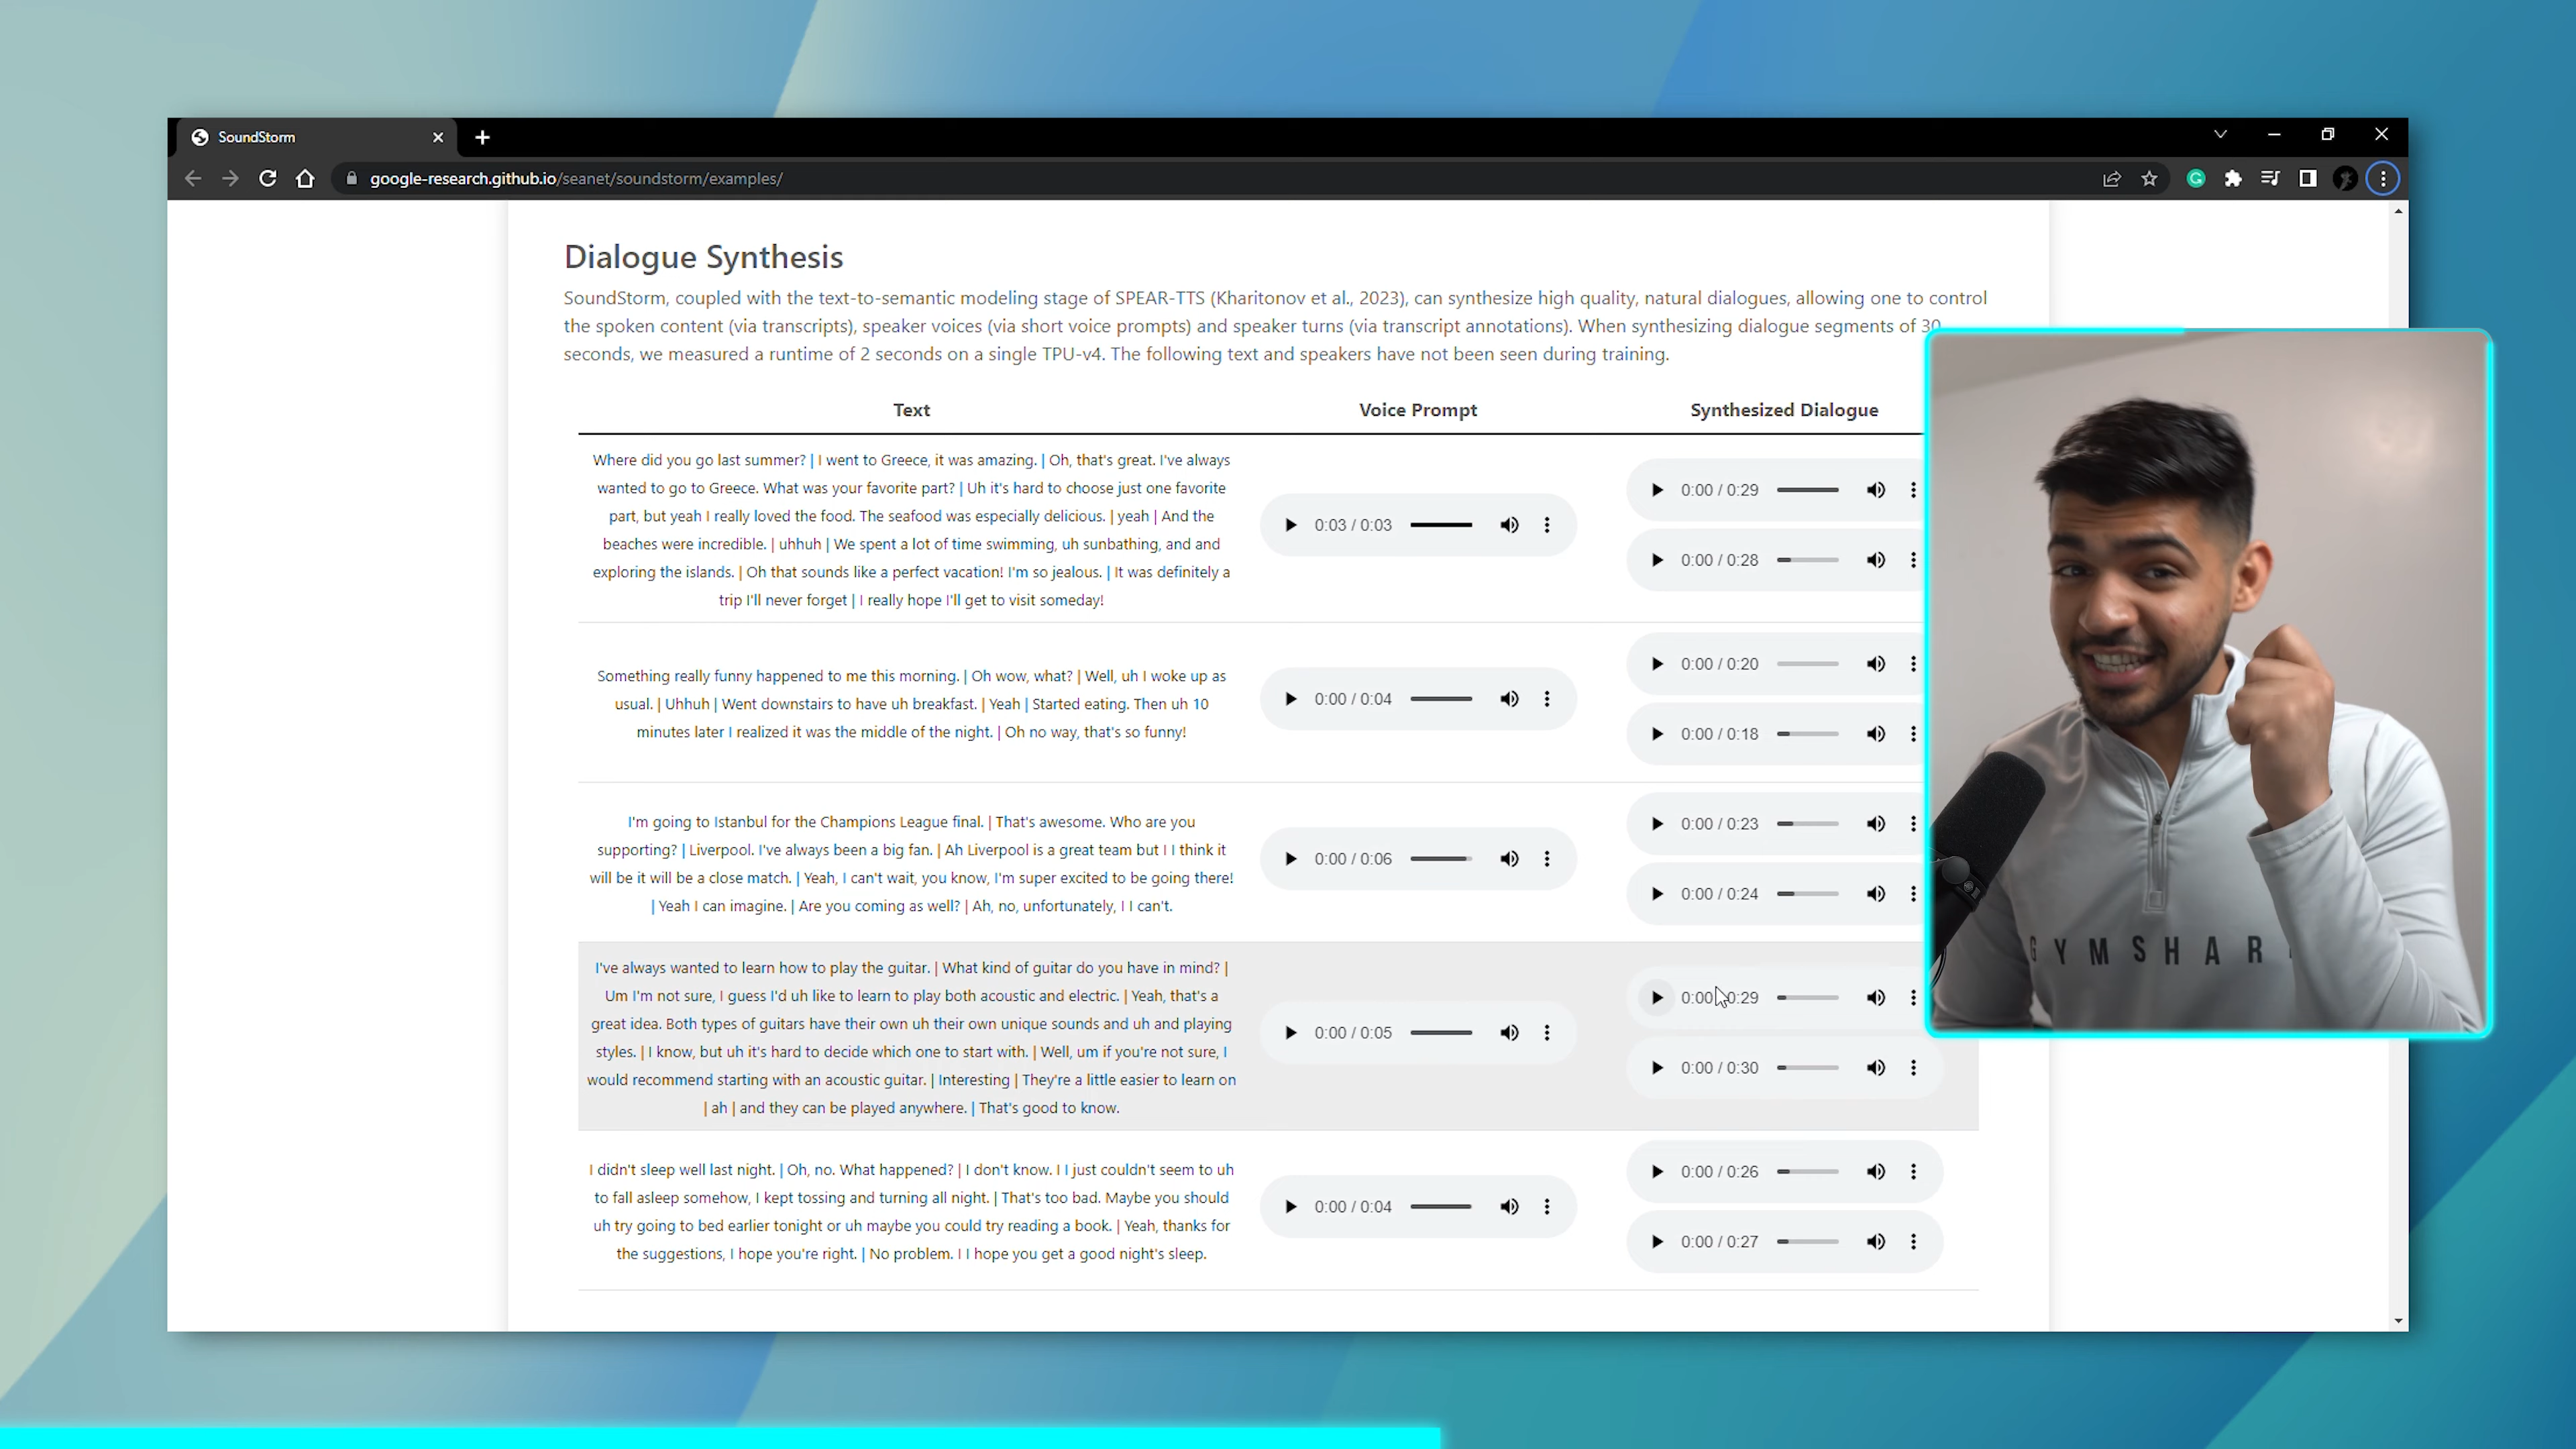 SoundStorm
google-research.github.io/seanet/soundstorm/examples/
Dialogue Synthesis
SoundStorm, coupled with the text-to-semantic modeling stage of SPEAR-TTS (Kharitonov et al., 2023), can synthesize high quality, natural dialogues, allowing one to control
the spoken content (via transcripts), speaker voices (via short voice prompts) and speaker turns (via transcript annotations). When synthesizing dialogue segments of 30
seconds, we measured a runtime of 2 seconds on a single TPU-v4. The following text and speakers have not been seen during training.
Text Voice Prompt Synthesized Dialogue
Where did you go last summer? | I went to Greece, it was amazing. | Oh, that's great. I've always
wanted to go to Greece. What was your favorite part? | Uh it's hard to choose just one favorite
part, but yeah I really loved the food. The seafood was especially delicious. | yeah | And the
beaches were incredible. | uhhuh | We spent a lot of time swimming, uh sunbathing, and and
exploring the islands. | Oh that sounds like a perfect vacation! I'm so jealous. | It was definitely a
trip I'll never forget | I really hope I'll get to visit someday!
0:03 / 0:03
0:00 / 0:29
0:00 / 0:28
Something really funny happened to me this morning. | Oh wow, what? | Well, uh I woke up as
usual. | Uhhuh | Went downstairs to have uh breakfast. | Yeah | Started eating. Then uh 10
minutes later I realized it was the middle of the night. | Oh no way, that's so funny!
0:00 / 0:04
0:00 / 0:20
0:00 / 0:18
I'm going to Istanbul for the Champions League final. | That's awesome. Who are you
supporting? | Liverpool. I've always been a big fan. | Ah Liverpool is a great team but I I think it
will be it will be a close match. | Yeah, I can't wait, you know, I'm super excited to be going there!
| Yeah I can imagine. | Are you coming as well? | Ah, no, unfortunately, I I can't.
0:00 / 0:06
0:00 / 0:23
0:00 / 0:24
I've always wanted to learn how to play the guitar. | What kind of guitar do you have in mind? |
Um I'm not sure, I guess I'd uh like to learn to play both acoustic and electric. | Yeah, that's a
great idea. Both types of guitars have their own uh their own unique sounds and uh and playing
styles. | I know, but uh it's hard to decide which one to start with. | Well, um if you're not sure, I
would recommend starting with an acoustic guitar. | Interesting | They're a little easier to learn on
| ah | and they can be played anywhere. | That's good to know.
0:00 / 0:05
0:00 / 0:29
0:00 / 0:30
I didn't sleep well last night. | Oh, no. What happened? | I don't know. I I just couldn't seem to uh
to fall asleep somehow, I kept tossing and turning all night. | That's too bad. Maybe you should
uh try going to bed earlier tonight or uh maybe you could try reading a book. | Yeah, thanks for
the suggestions, I hope you're right. | No problem. I I hope you get a good night's sleep.
0:00 / 0:04
0:00 / 0:26
0:00 / 0:27
GYMSHAR